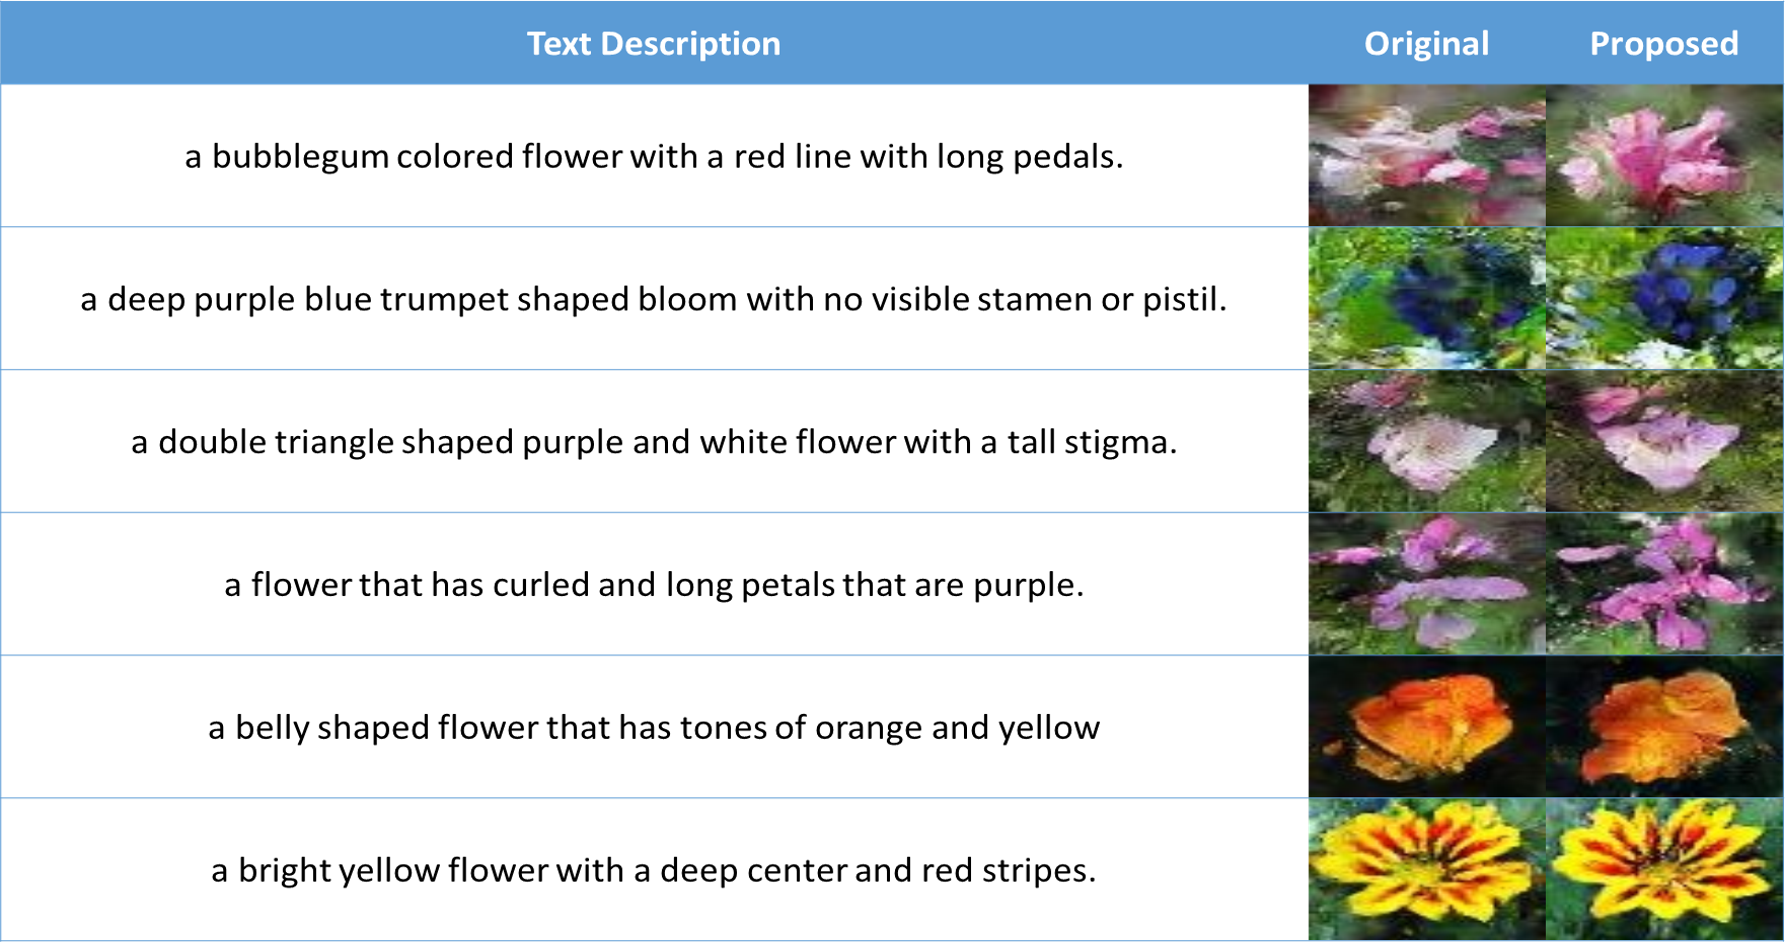 Text Description Original Proposed
a bubblegum colored flower with a red line with long pedals.
a deep purple blue trumpet shaped bloom with no visible stamen or pistil.
a double triangle shaped purple and white flower with a tall stigma.
a flower that has curled and long petals that are purple.
a belly shaped flower that has tones of orange and yellow
a bright yellow flower with a deep center and red stripes.